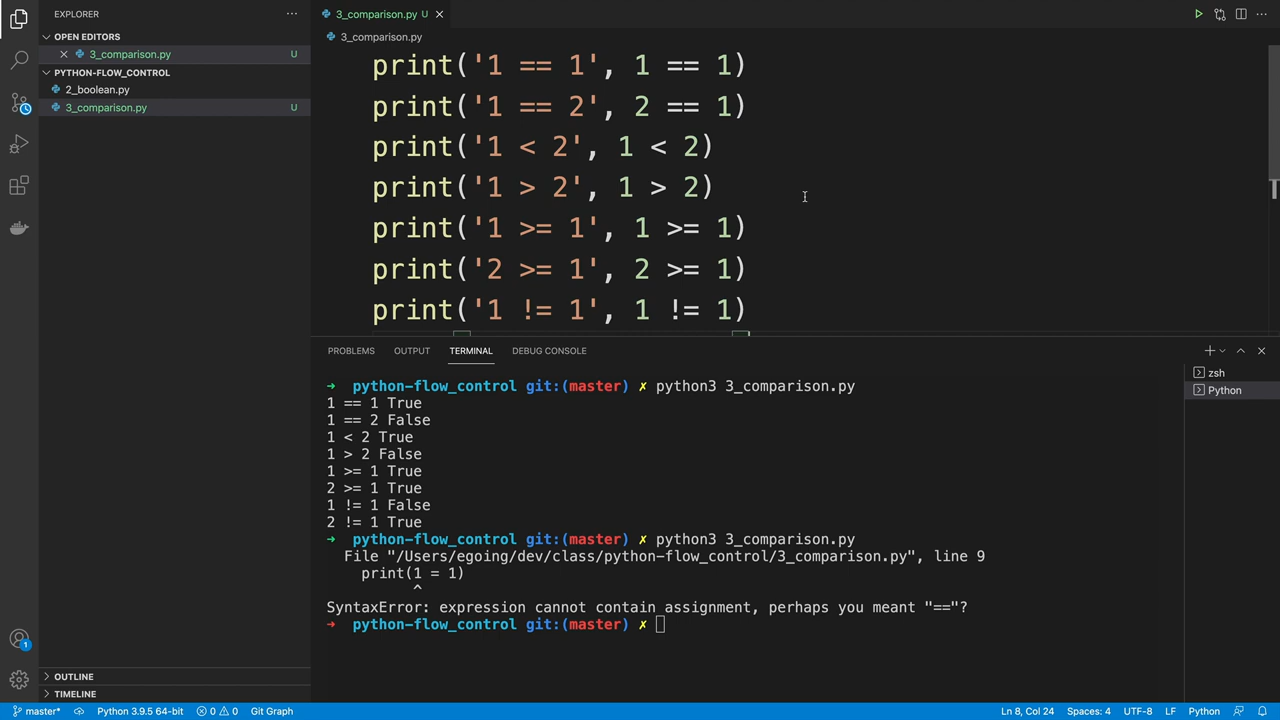 EXPLORER
OPEN EDITORS
3_comparison.py U
PYTHON-FLOW_CONTROL
2_boolean.py
3_comparison.py U
OUTLINE
TIMELINE
3_comparison.py U
3_comparison.py
print('1 == 1', 1 == 1)
print('1 == 2', 2 == 1)
print('1 < 2', 1 < 2)
print('1 > 2', 1 > 2)
print('1 >= 1', 1 >= 1)
print('2 >= 1', 2 >= 1)
print('1 != 1', 1 != 1)
PROBLEMS OUTPUT TERMINAL DEBUG CONSOLE
→ python-flow_control git:(master) ✗ python3 3_comparison.py
1 == 1 True
1 == 2 False
1 < 2 True
1 > 2 False
1 >= 1 True
2 >= 1 True
1 != 1 False
2 != 1 True
→ python-flow_control git:(master) ✗ python3 3_comparison.py
File "/Users/egoing/dev/class/python-flow_control/3_comparison.py", line 9
print(1 = 1)
^
SyntaxError: expression cannot contain assignment, perhaps you meant "=="?
→ python-flow_control git:(master) ✗
zsh
Python
1
master* Python 3.9.5 64-bit 0 0 Git Graph Ln 8, Col 24 Spaces: 4 UTF-8 LF Python